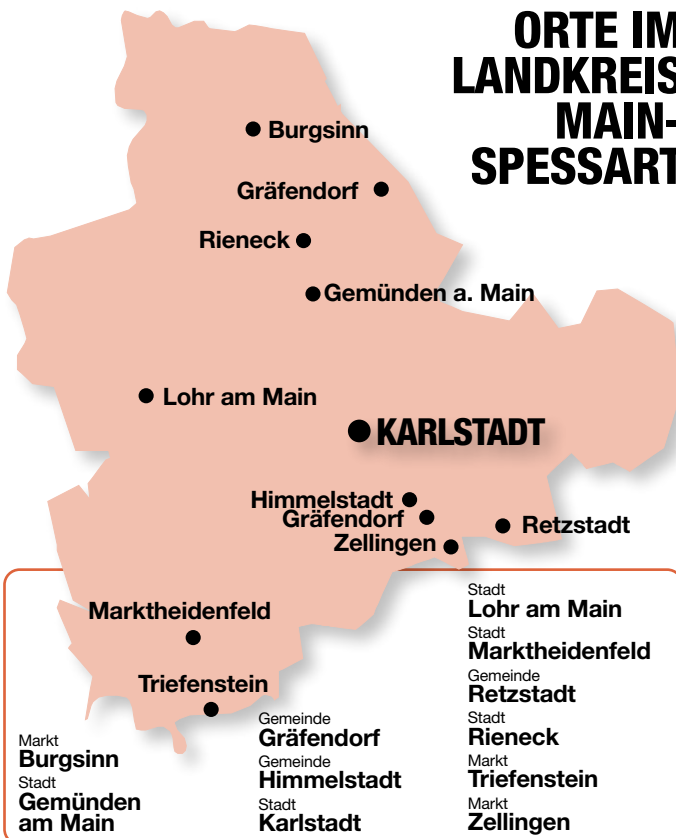 ORTE IM
LANDKREIS
MAIN-
SPESSART
Burgsinn
Gräfendorf
Rieneck
Gemünden a. Main
Lohr am Main
KARLSTADT
Himmelstadt
Gräfendorf
Retzstadt
Zellingen
Marktheidenfeld
Triefenstein
Markt
Burgsinn
Stadt
Gemünden
am Main
Gemeinde
Gräfendorf
Gemeinde
Himmelstadt
Stadt
Karlstadt
Stadt
Lohr am Main
Stadt
Marktheidenfeld
Gemeinde
Retzstadt
Stadt
Rieneck
Markt
Triefenstein
Markt
Zellingen